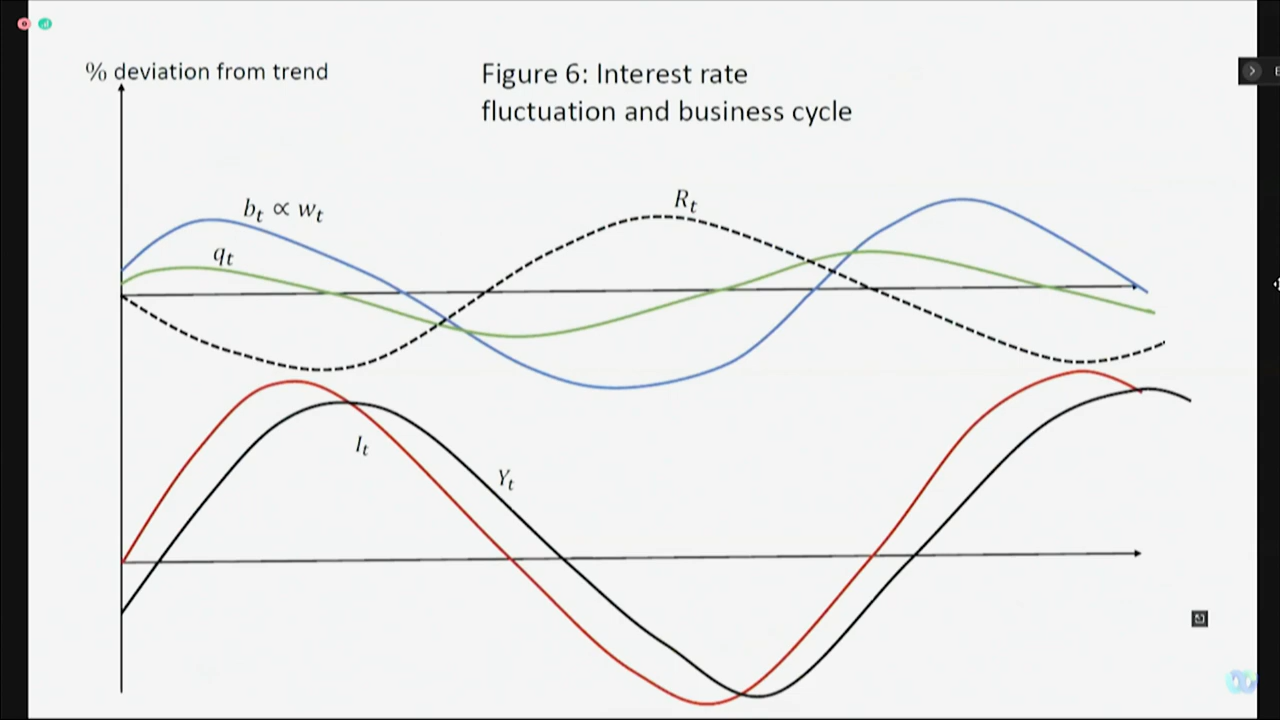 % deviation from trend
Figure 6: Interest rate
fluctuation and business cycle
b_t ∝ w_t
R_t
q_t
I_t
Y_t